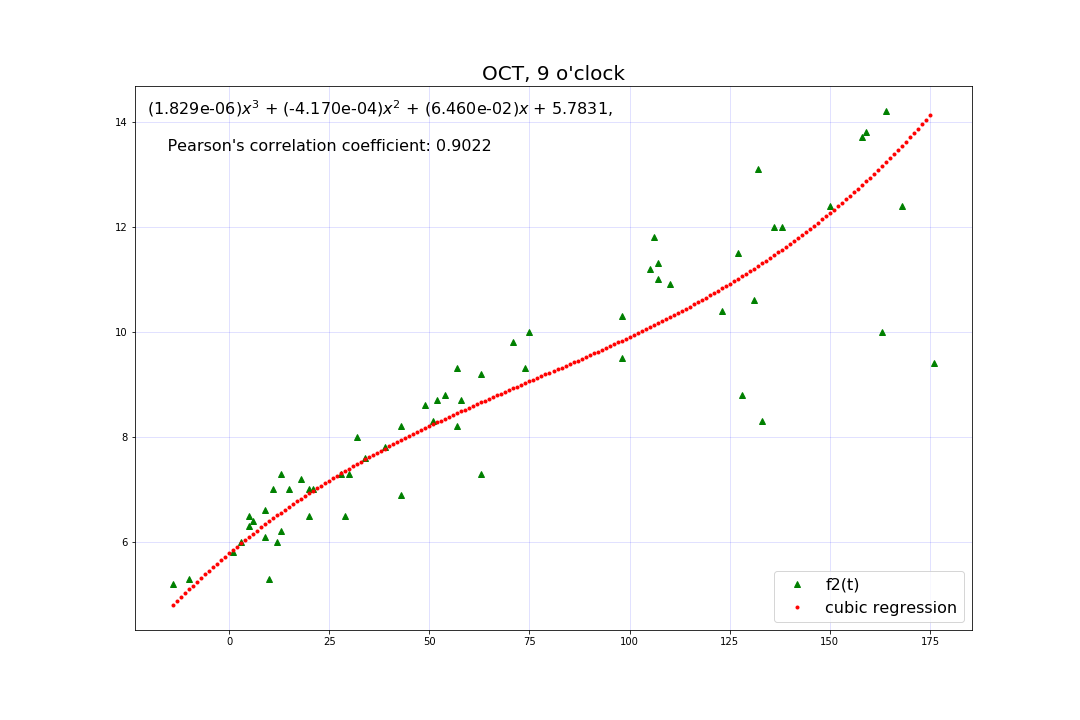 OCT, 9 o'clock
(1.829e-06)x³ + (-4.170e-04)x² + (6.460e-02)x + 5.7831,
Pearson's correlation coefficient: 0.9022
14
12
10
8
6
f2(t)
cubic regression
0 25 50 75 100 125 150 175